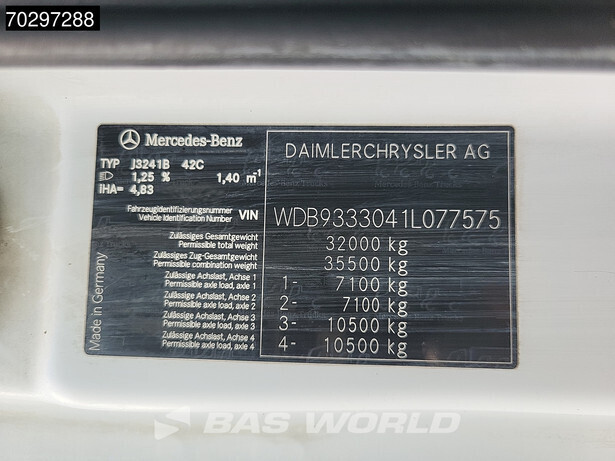 70297288
Mercedes-Benz
DAIMLERCHRYSLER AG
TYP J3241B 42C
1,25 % 1,40 m⁻¹
IHA= 4,83
Fahrzeugidentifizierungsnummer
Vehicle Identification Number VIN WDB9333041L077575
Zulässiges Gesamtgewicht
Permissible total weight 32000 kg
Zulässiges Zug-Gesamtgewicht
Permissible combination weight 35500 kg
Zulässige Achslast, Achse 1
Permissible axle load, axle 1 1- 7100 kg
Zulässige Achslast, Achse 2
Permissible axle load, axle 2 2- 7100 kg
Zulässige Achslast, Achse 3
Permissible axle load, axle 3 3- 10500 kg
Zulässige Achslast, Achse 4
Permissible axle load, axle 4 4- 10500 kg
Made in Germany
BAS WORLD